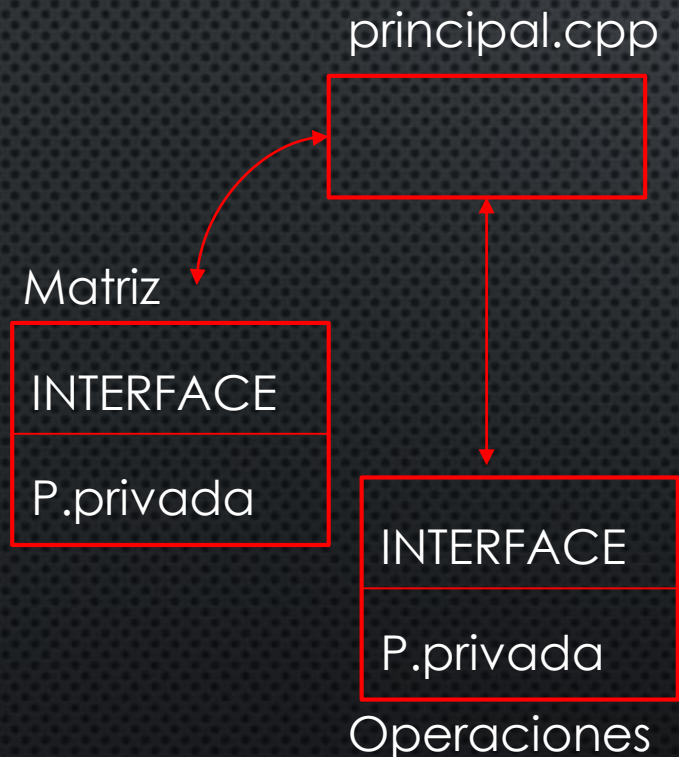 principal.cpp
Matriz
INTERFACE
P.privada
INTERFACE
P.privada
Operaciones